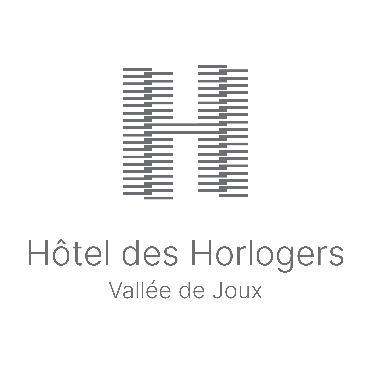 H
Hôtel des Horlogers
Vallée de Joux